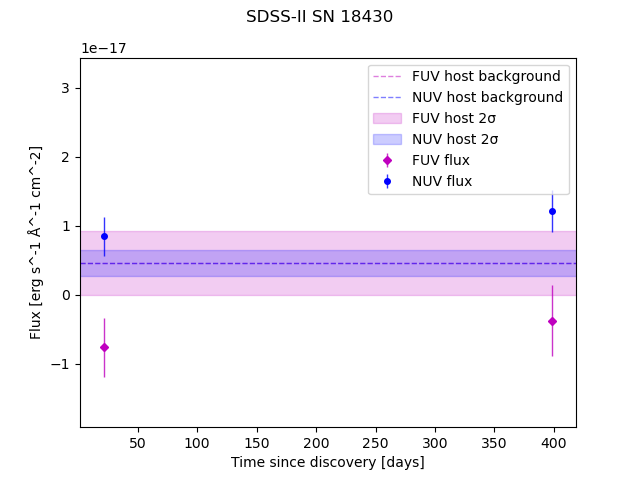 SDSS-II SN 18430
1e−17
FUV host background
NUV host background
FUV host 2σ
NUV host 2σ
FUV flux
NUV flux
3
2
1
0
−1
Flux [erg s^-1 Å^-1 cm^-2]
50 100 150 200 250 300 350 400
Time since discovery [days]